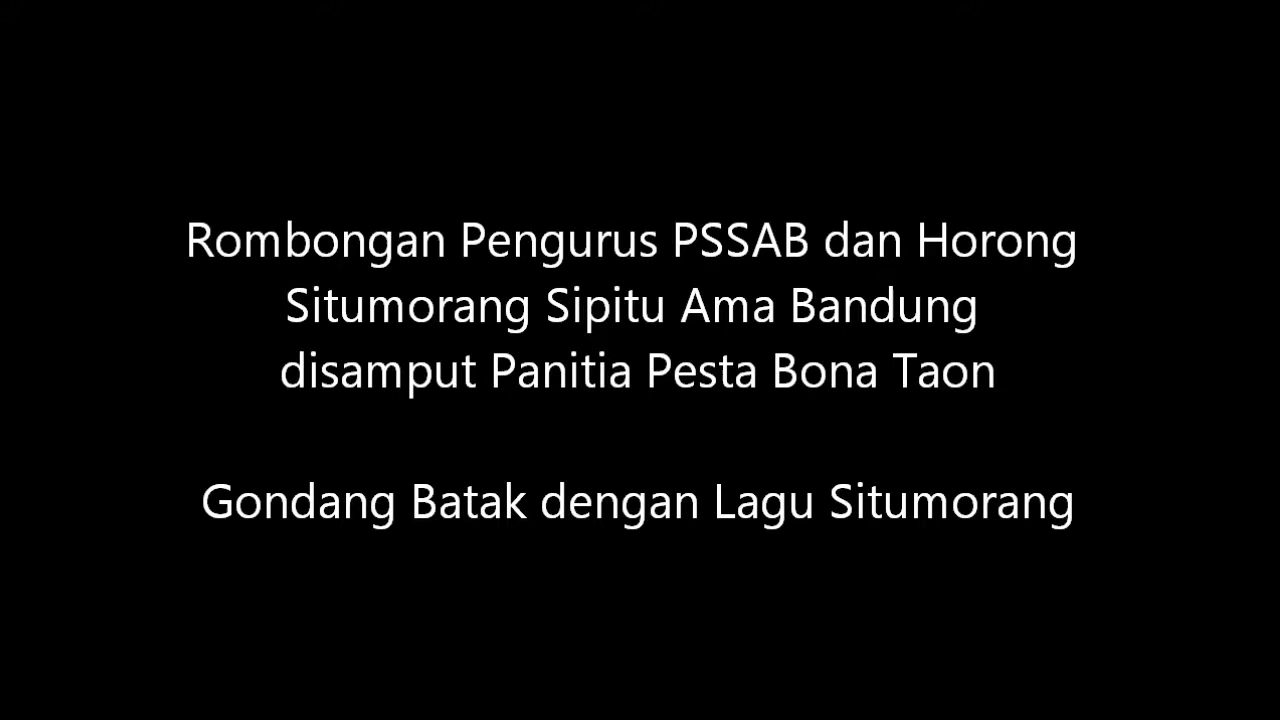 Rombongan Pengurus PSSAB dan Horong
Situmorang Sipitu Ama Bandung
disamput Panitia Pesta Bona Taon
Gondang Batak dengan Lagu Situmorang